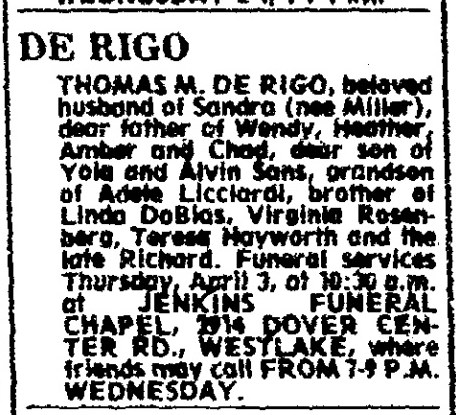 DE RIGO
THOMAS M. DE RIGO, beloved
husband of Sandra (nee Miller),
dear father of Wendy, Heather,
Amber and Chad, dear son of
Yola and Alvin Sans, grandson
of Adele Licciardi, brother of
Linda DoBias, Virginia Rosen-
berg, Teresa Hayworth and the
late Richard. Funeral services
Thursday, April 3, at 10:30 a.m.
at JENKINS FUNERAL
CHAPEL, 2914 DOVER CEN-
TER RD., WESTLAKE, where
friends may call FROM 7-9 P.M.
WEDNESDAY.